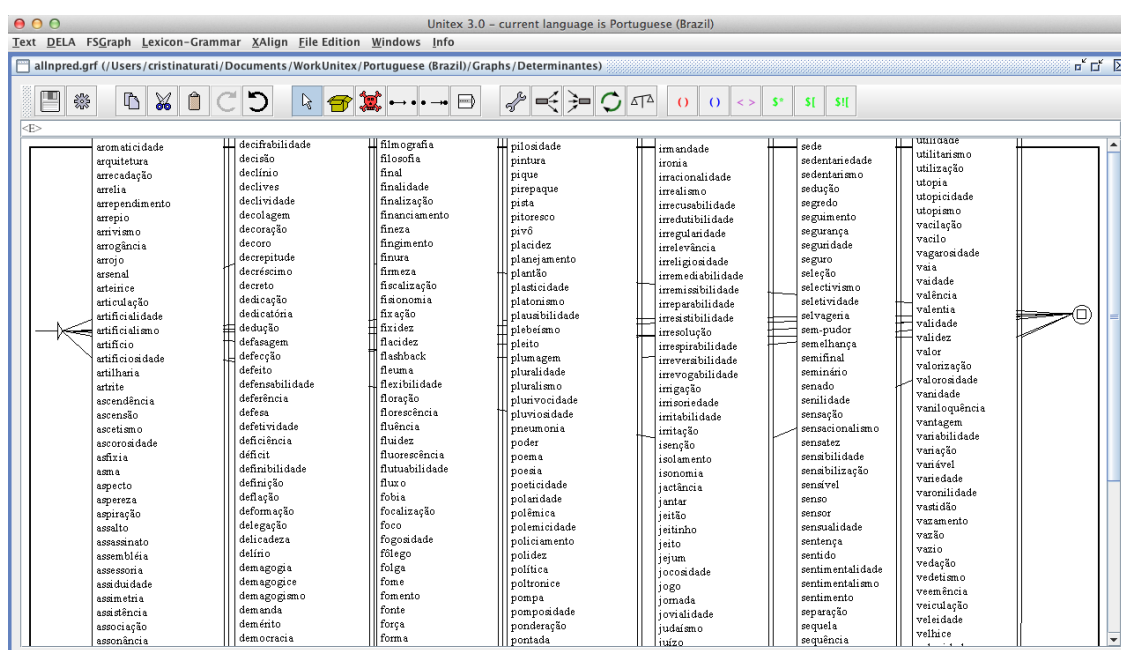 Unitex 3.0 - current language is Portuguese (Brazil)
Text DELA FSGraph Lexicon-Grammar XAlign File Edition Windows Info
allnpred.grf (/Users/cristinaturati/Documents/WorkUnitex/Portuguese (Brazil)/Graphs/Determinantes)
() () <> $* $[ $![
<E>
aromaticidade
arquitetura
arrecadação
arrelia
arrependimento
arrepio
arrivismo
arrogância
arrojo
arsenal
arteirice
articulação
artificialidade
artificialismo
artifício
artificiosidade
artilharia
artrite
ascendência
ascensão
ascetismo
ascorosidade
asfixia
asma
aspecto
aspereza
aspiração
assalto
assassinato
assembléia
assessoria
assiduidade
assimetria
assistência
associação
assonância
decifrabilidade
decisão
declínio
declives
declividade
decolagem
decoração
decoro
decrepitude
decréscimo
decreto
dedicação
dedicatória
dedução
defasagem
defecção
defeito
defensabilidade
deferência
defesa
defetividade
deficiência
déficit
definibilidade
definição
deflação
deformação
delegação
delicadeza
delírio
demagogia
demagogice
demagogismo
demanda
demérito
democracia
filmografia
filosofia
final
finalidade
finalização
financiamento
fineza
fingimento
finura
firmeza
fiscalização
fisionomia
fixação
fixidez
flacidez
flashback
fleuma
flexibilidade
floração
florescência
fluência
fluidez
fluorescência
flutuabilidade
fluxo
fobia
focalização
foco
fogosidade
fôlego
folga
fome
fomento
fonte
força
forma
pilosidade
pintura
pique
pirepaque
pista
pitoresco
pivô
placidez
planejamento
plantão
plasticidade
platonismo
plausibilidade
plebeísmo
pleito
plumagem
pluralidade
pluralismo
plurivocidade
pluviosidade
pneumonia
poder
poema
poesia
poeticidade
polaridade
polêmica
polemicidade
policiamento
polidez
política
poltronice
pompa
pomposidade
ponderação
pontada
irmandade
ironia
irracionalidade
irrealismo
irrecusabilidade
irredutibilidade
irregularidade
irrelevância
irreligiosidade
irremediabilidade
irremissibilidade
irreparabilidade
irresistibilidade
irresolução
irrespirabilidade
irreversibilidade
irrevogabilidade
irrigação
irrisoriedade
irritabilidade
irritação
isenção
isolamento
isonomia
jactância
jantar
jeitão
jeitinho
jeito
jejum
jocosidade
jogo
jornada
jovialidade
judaísmo
juízo
sede
sedentariedade
sedentarismo
sedução
segredo
seguimento
segurança
seguridade
seguro
seleção
selectivismo
seletividade
selvageria
sem-pudor
semelhança
semifinal
seminário
senado
senilidade
sensação
sensacionalismo
sensatez
sensibilidade
sensibilização
sensível
senso
sensor
sensualidade
sentença
sentido
sentimentalidade
sentimentalismo
sentimento
separação
sequela
sequência
utilidade
utilitarismo
utilização
utopia
utopicidade
utopismo
vacilação
vacilo
vagarosidade
vaia
vaidade
valência
valentia
validade
validez
valor
valorização
valorosidade
vanidade
vaniloquência
vantagem
variabilidade
variação
variável
variedade
varonilidade
vastidão
vazamento
vazão
vazio
vedação
vedetismo
veemência
veiculação
veleidade
velhice